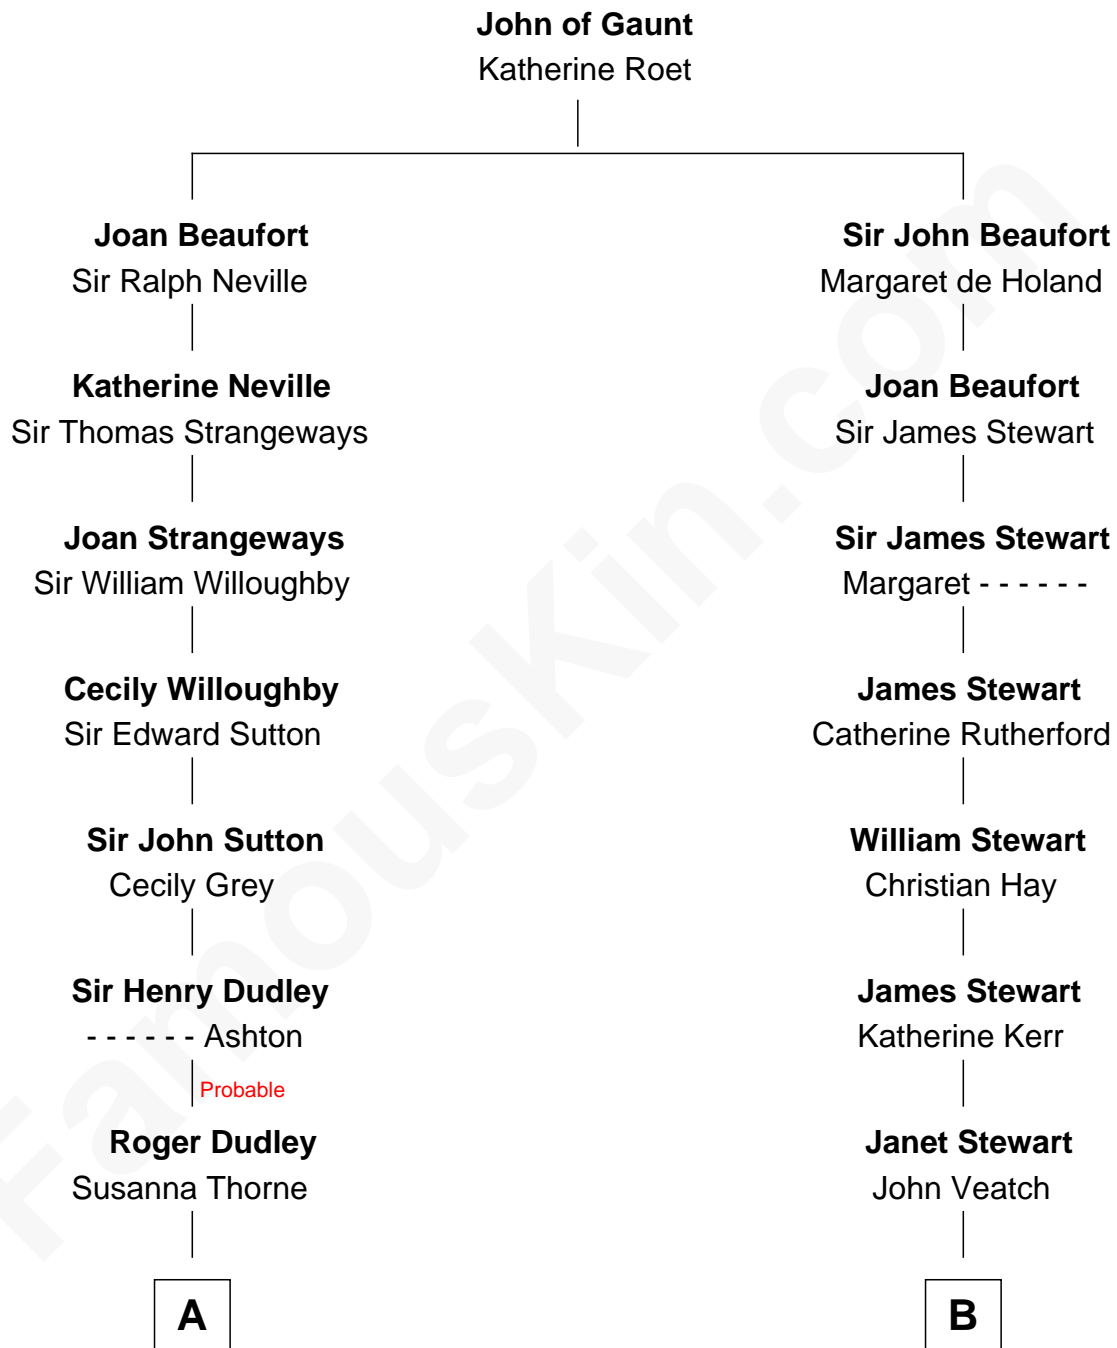 John of Gaunt
Katherine Roet
Joan Beaufort
Sir Ralph Neville
Katherine Neville
Sir Thomas Strangeways
Joan Strangeways
Sir William Willoughby
Cecily Willoughby
Sir Edward Sutton
Sir John Sutton
Cecily Grey
Sir Henry Dudley
- - - - - - Ashton
Probable
Roger Dudley
Susanna Thorne
A
Sir John Beaufort
Margaret de Holand
Joan Beaufort
Sir James Stewart
Sir James Stewart
Margaret - - - - - -
James Stewart
Catherine Rutherford
William Stewart
Christian Hay
James Stewart
Katherine Kerr
Janet Stewart
John Veatch
B
FamousKin.com